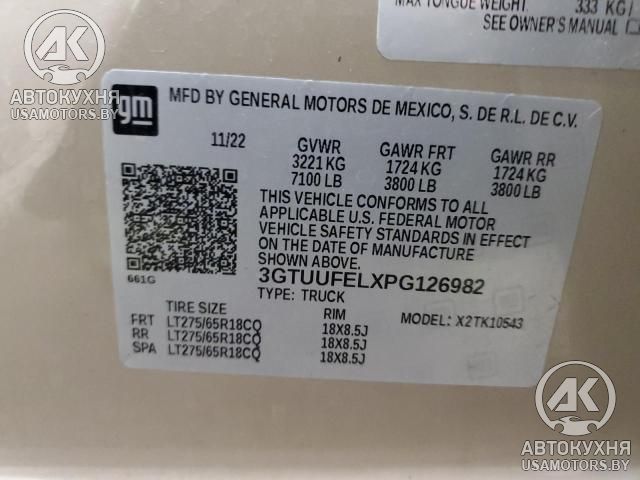 MAX TONGUE WEIGHT 333 KG
SEE OWNER'S MANUAL
AK
АВТОКУХНЯ
USAMOTORS.BY
gm
MFD BY GENERAL MOTORS DE MEXICO, S. DE R.L. DE C.V.
11/22 GVWR GAWR FRT GAWR RR
3221 KG 1724 KG 1724 KG
7100 LB 3800 LB 3800 LB
THIS VEHICLE CONFORMS TO ALL
APPLICABLE U.S. FEDERAL MOTOR
VEHICLE SAFETY STANDARDS IN EFFECT
ON THE DATE OF MANUFACTURE
SHOWN ABOVE.
661G
3GTUUFELXPG126982
TYPE: TRUCK
TIRE SIZE RIM MODEL: X2TK10543
FRT LT275/65R18CQ 18X8.5J
RR LT275/65R18CQ 18X8.5J
SPA LT275/65R18CQ 18X8.5J
AK
АВТОКУХНЯ
USAMOTORS.BY